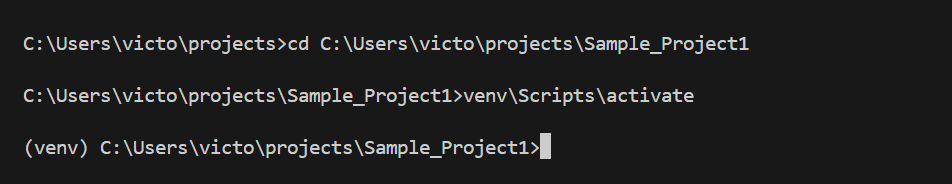 C:\Users\victo\projects>cd C:\Users\victo\projects\Sample_Project1
C:\Users\victo\projects\Sample_Project1>venv\Scripts\activate
(venv) C:\Users\victo\projects\Sample_Project1>